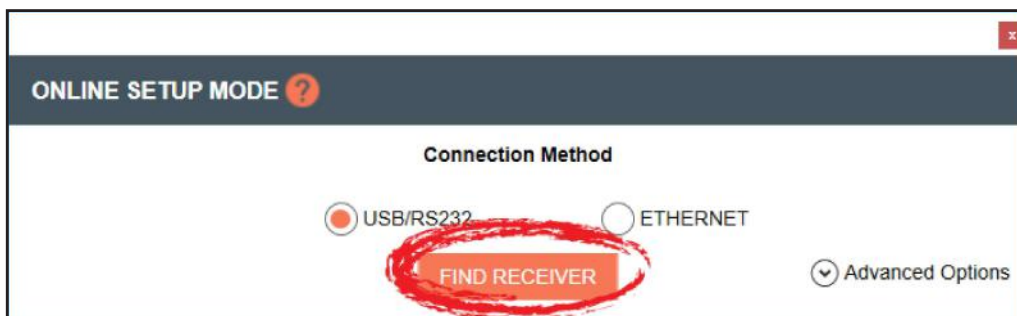 x
ONLINE SETUP MODE ?
Connection Method
USB/RS232 ETHERNET
FIND RECEIVER
Advanced Options